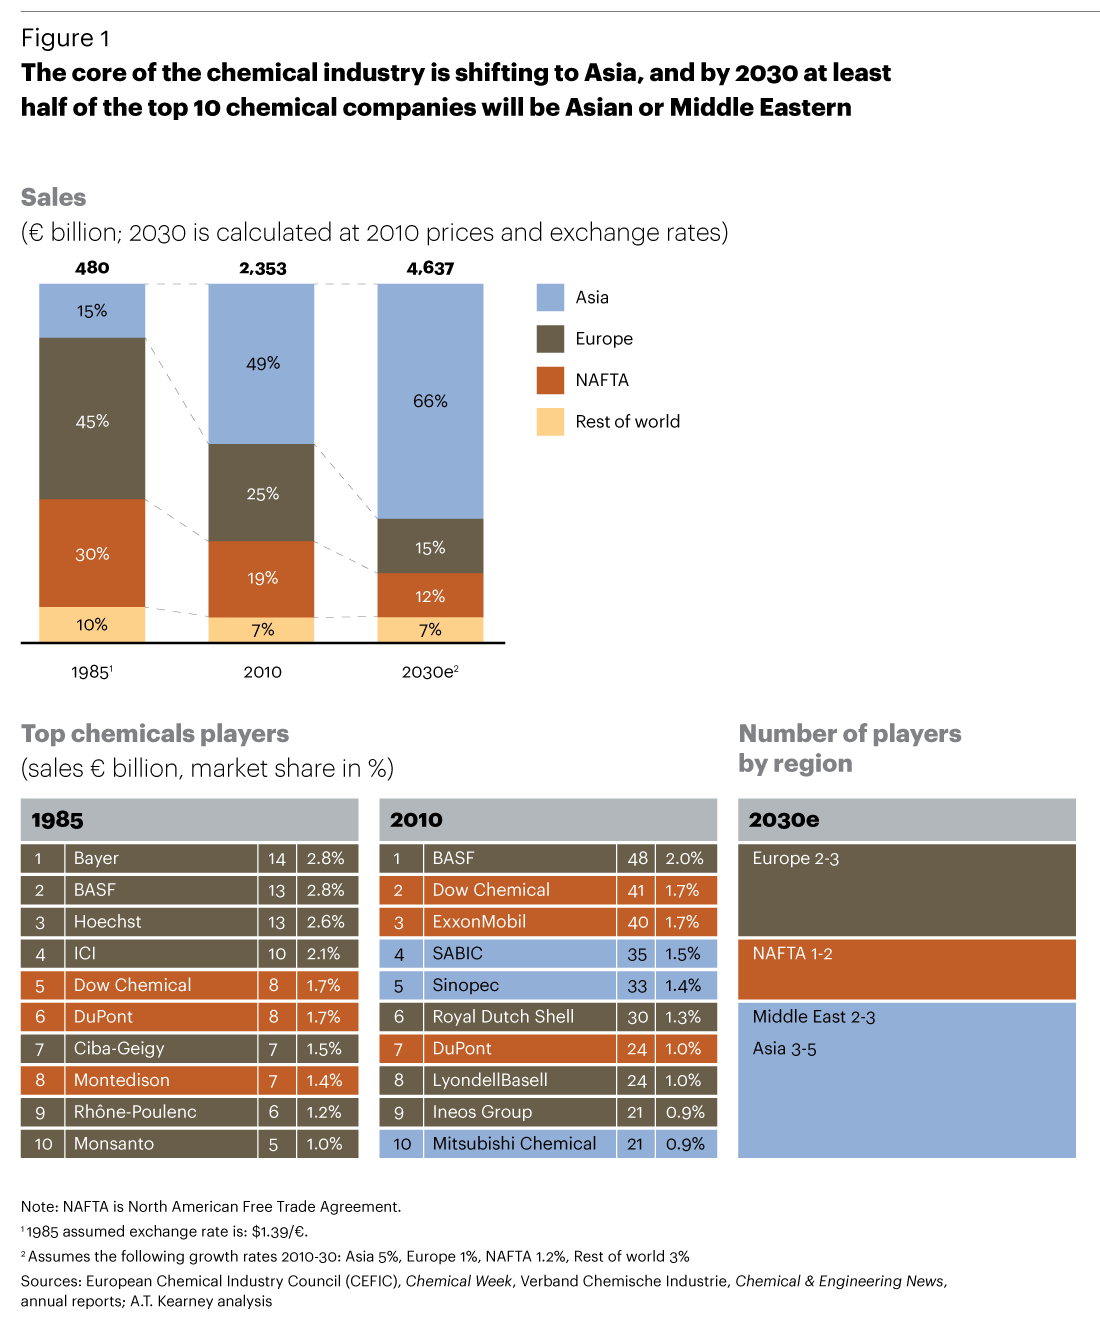 Figure 1
The core of the chemical industry is shifting to Asia, and by 2030 at least
half of the top 10 chemical companies will be Asian or Middle Eastern
Sales
(€ billion; 2030 is calculated at 2010 prices and exchange rates)
480 2,353 4,637
15% 49% 66%
45% 25% 15%
30% 19% 12%
10% 7% 7%
1985¹ 2010 2030e²
Asia
Europe
NAFTA
Rest of world
Top chemicals players
(sales € billion, market share in %)
1985
1 Bayer 14 2.8%
2 BASF 13 2.8%
3 Hoechst 13 2.6%
4 ICI 10 2.1%
5 Dow Chemical 8 1.7%
6 DuPont 8 1.7%
7 Ciba-Geigy 7 1.5%
8 Montedison 7 1.4%
9 Rhône-Poulenc 6 1.2%
10 Monsanto 5 1.0%
2010
1 BASF 48 2.0%
2 Dow Chemical 41 1.7%
3 ExxonMobil 40 1.7%
4 SABIC 35 1.5%
5 Sinopec 33 1.4%
6 Royal Dutch Shell 30 1.3%
7 DuPont 24 1.0%
8 LyondellBasell 24 1.0%
9 Ineos Group 21 0.9%
10 Mitsubishi Chemical 21 0.9%
Number of players
by region
2030e
Europe 2-3
NAFTA 1-2
Middle East 2-3
Asia 3-5
Note: NAFTA is North American Free Trade Agreement.
¹ 1985 assumed exchange rate is: $1.39/€.
² Assumes the following growth rates 2010-30: Asia 5%, Europe 1%, NAFTA 1.2%, Rest of world 3%
Sources: European Chemical Industry Council (CEFIC), Chemical Week, Verband Chemische Industrie, Chemical & Engineering News,
annual reports; A.T. Kearney analysis